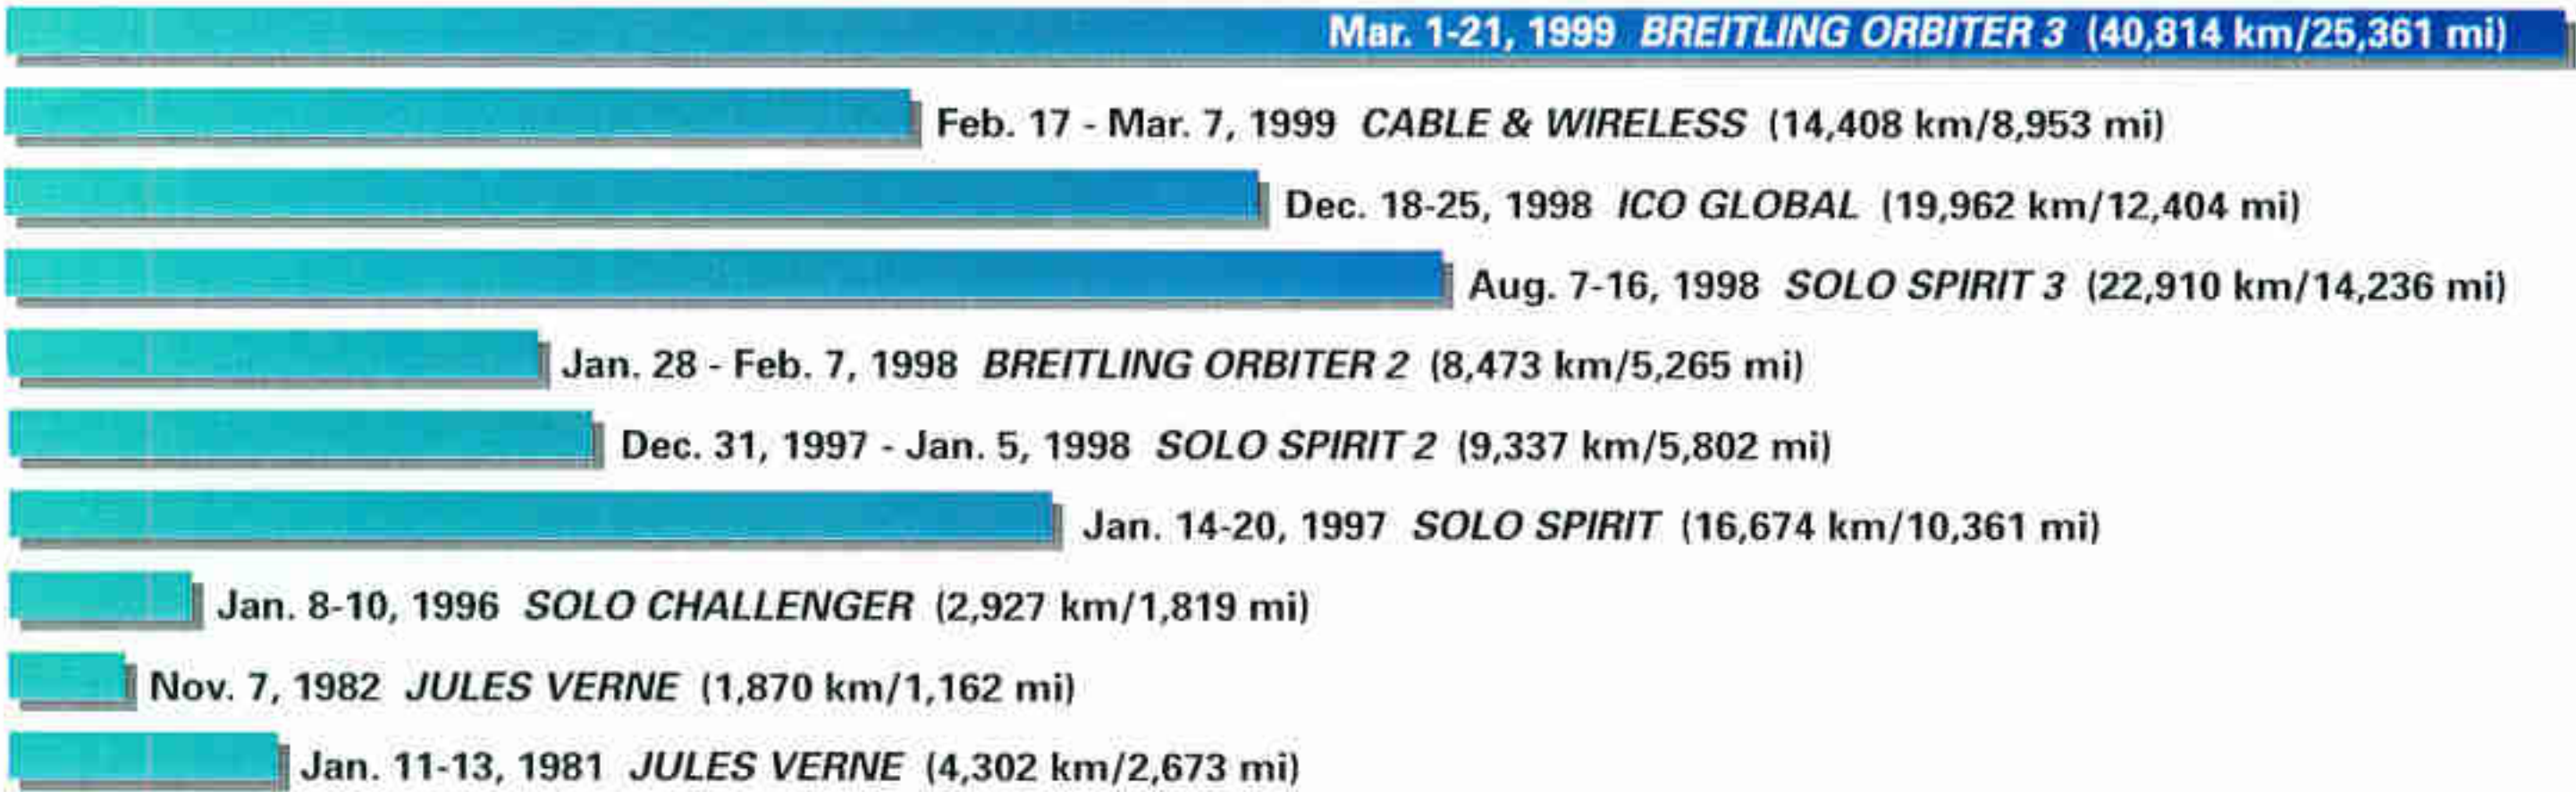 Mar. 1-21, 1999 BREITLING ORBITER 3 (40,814 km/25,361 mi)
Feb. 17 - Mar. 7, 1999 CABLE & WIRELESS (14,408 km/8,953 mi)
Dec. 18-25, 1998 ICO GLOBAL (19,962 km/12,404 mi)
Aug. 7-16, 1998 SOLO SPIRIT 3 (22,910 km/14,236 mi)
Jan. 28 - Feb. 7, 1998 BREITLING ORBITER 2 (8,473 km/5,265 mi)
Dec. 31, 1997 - Jan. 5, 1998 SOLO SPIRIT 2 (9,337 km/5,802 mi)
Jan. 14-20, 1997 SOLO SPIRIT (16,674 km/10,361 mi)
Jan. 8-10, 1996 SOLO CHALLENGER (2,927 km/1,819 mi)
Nov. 7, 1982 JULES VERNE (1,870 km/1,162 mi)
Jan. 11-13, 1981 JULES VERNE (4,302 km/2,673 mi)